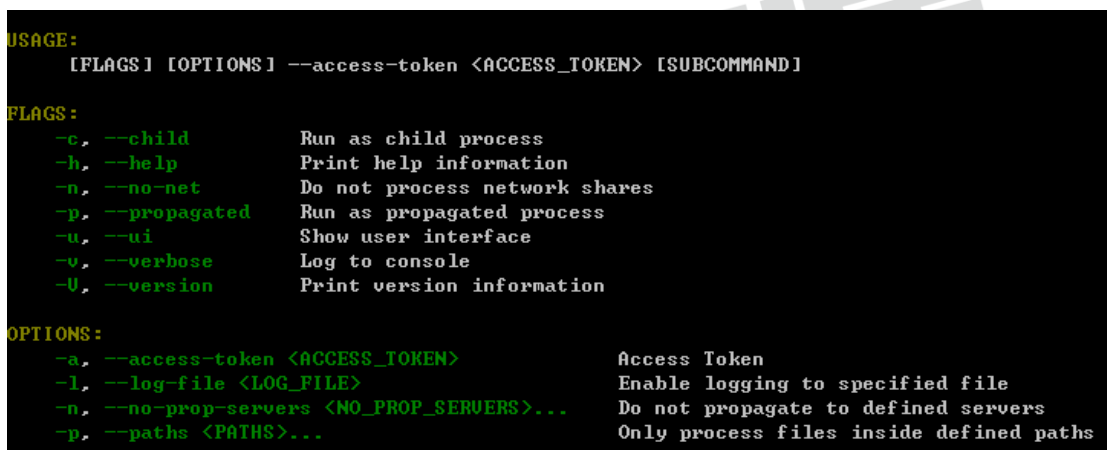 USAGE:
[FLAGS] [OPTIONS] --access-token <ACCESS_TOKEN> [SUBCOMMAND]
FLAGS:
-c, --child Run as child process
-h, --help Print help information
-n, --no-net Do not process network shares
-p, --propagated Run as propagated process
-u, --ui Show user interface
-v, --verbose Log to console
-V, --version Print version information
OPTIONS:
-a, --access-token <ACCESS_TOKEN> Access Token
-l, --log-file <LOG_FILE> Enable logging to specified file
-n, --no-prop-servers <NO_PROP_SERVERS>... Do not propagate to defined servers
-p, --paths <PATHS>... Only process files inside defined paths